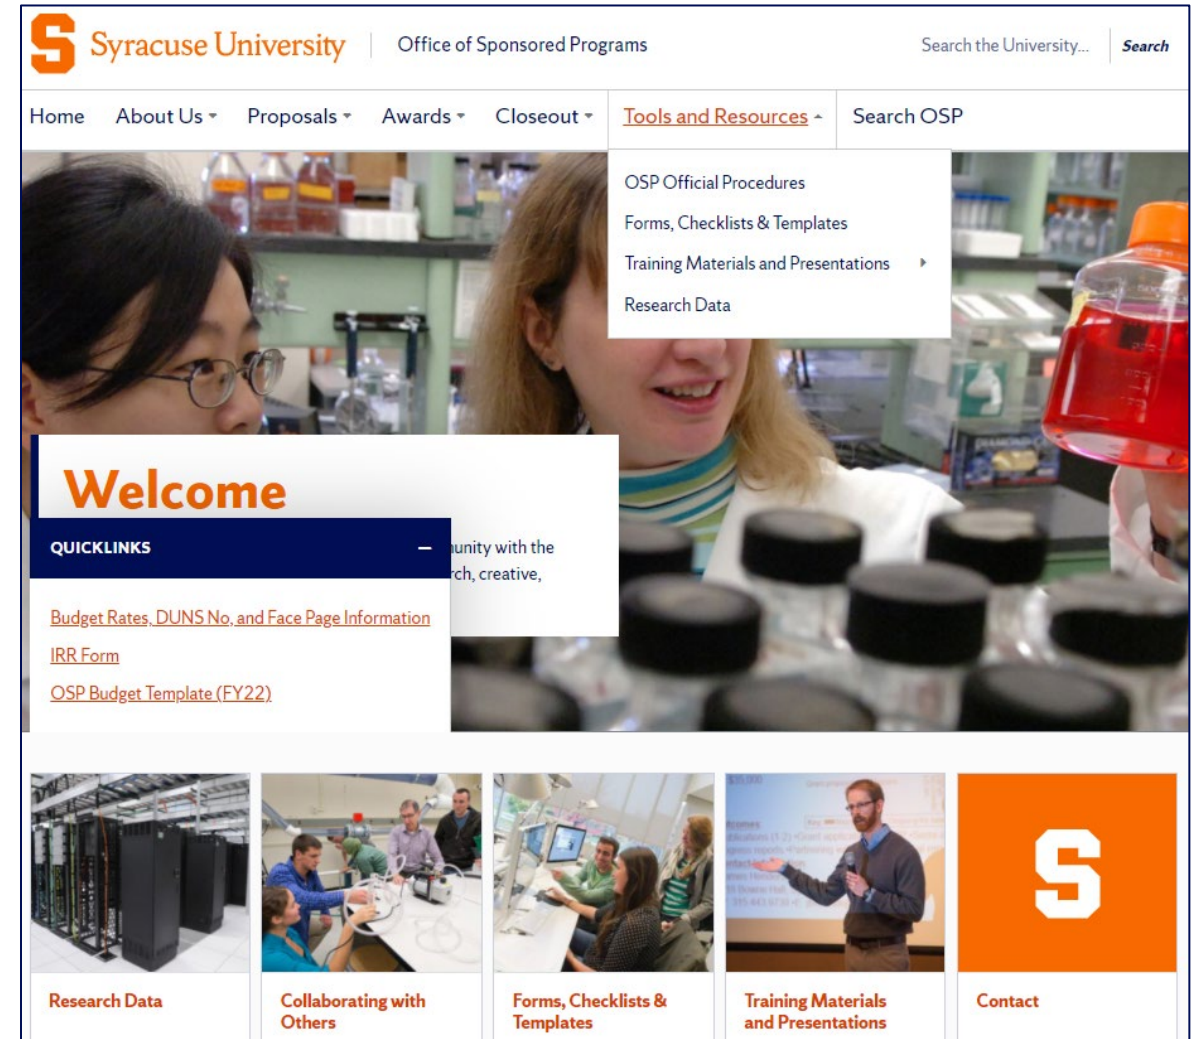 S Syracuse University Office of Sponsored Programs Search the University... Search
Home About Us Proposals Awards Closeout Tools and Resources Search OSP
OSP Official Procedures
Forms, Checklists & Templates
Training Materials and Presentations
Research Data
Welcome
QUICKLINKS
with the
creative,
Budget Rates, DUNS No, and Face Page Information
IRR Form
OSP Budget Template (FY22)
$35,000
Research Data
Collaborating with
Others
Forms, Checklists &
Templates
Training Materials
and Presentations
S
Contact